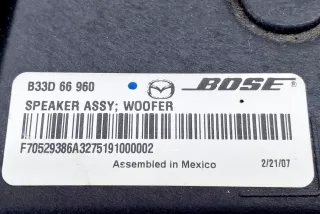 B33D 66 960 BOSE
SPEAKER ASSY; WOOFER
F70529386A3275191000002
Assembled in Mexico 2/21/07